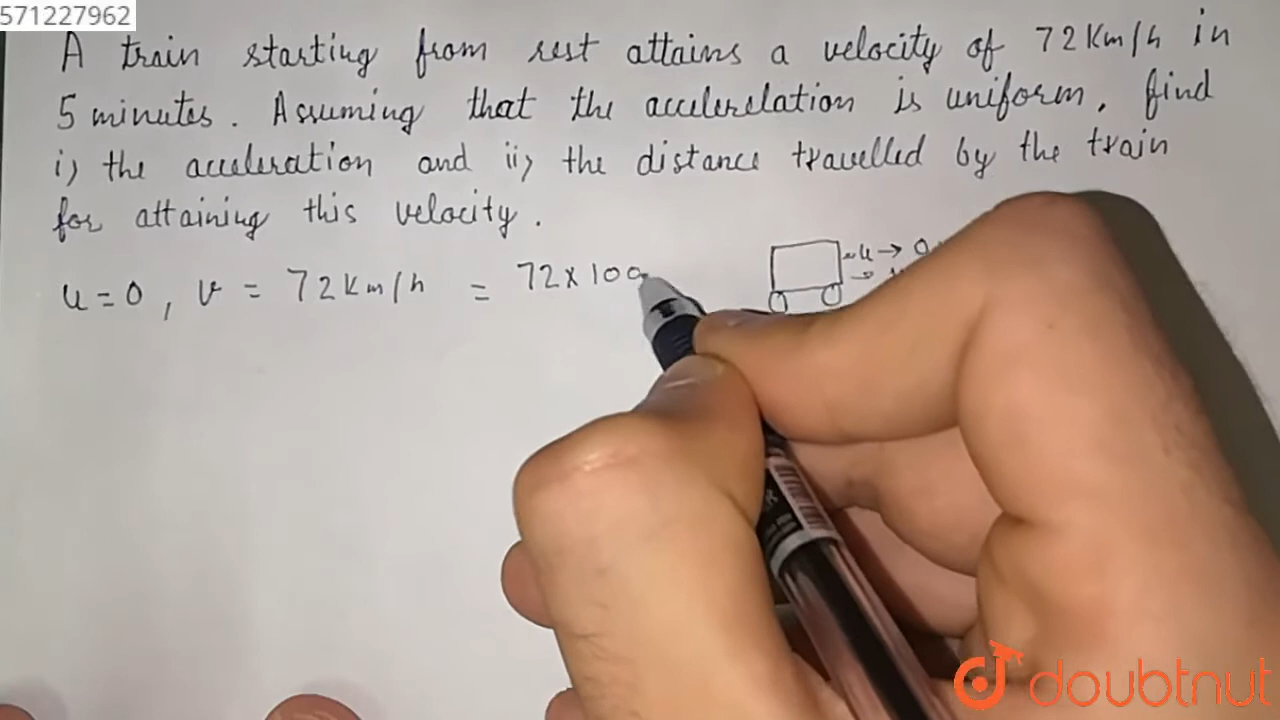 571227962
A train starting from rest attains a velocity of 72 Km/h in
5 minutes. Assuming that the accelerelation is uniform, find
i) the acceleration and ii) the distance travelled by the train
for attaining this velocity.
u = 0, v = 72 Km/h = 72 × 100
u → 0
doubtnut